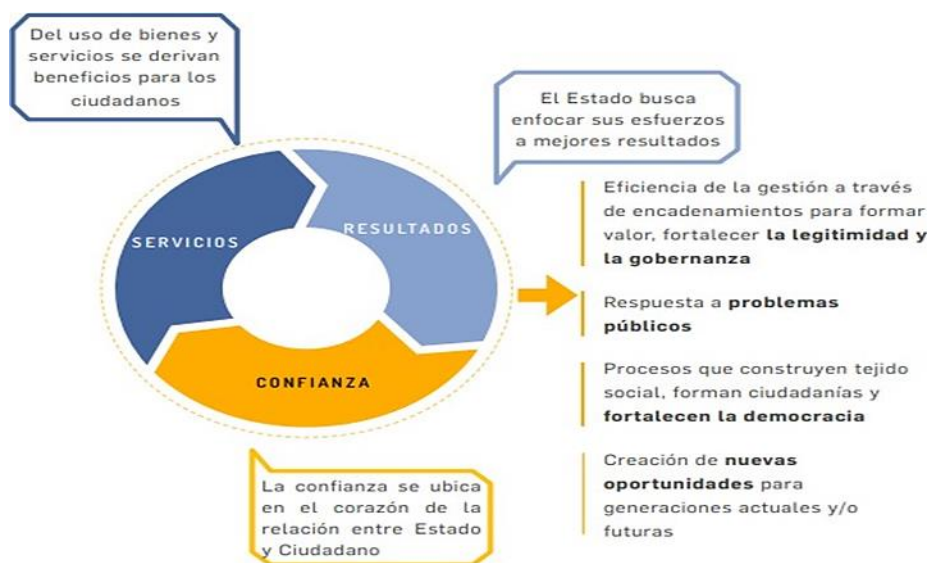 Del uso de bienes y
servicios se derivan
beneficios para los
ciudadanos
El Estado busca
enfocar sus esfuerzos
a mejores resultados
SERVICIOS
RESULTADOS
CONFIANZA
La confianza se ubica
en el corazón de la
relación entre Estado
y Ciudadano
Eficiencia de la gestión a través
de encadenamientos para formar
valor, fortalecer la legitimidad y
la gobernanza
Respuesta a problemas
públicos
Procesos que construyen tejido
social, forman ciudadanías y
fortalecen la democracia
Creación de nuevas
oportunidades para
generaciones actuales y/o
futuras